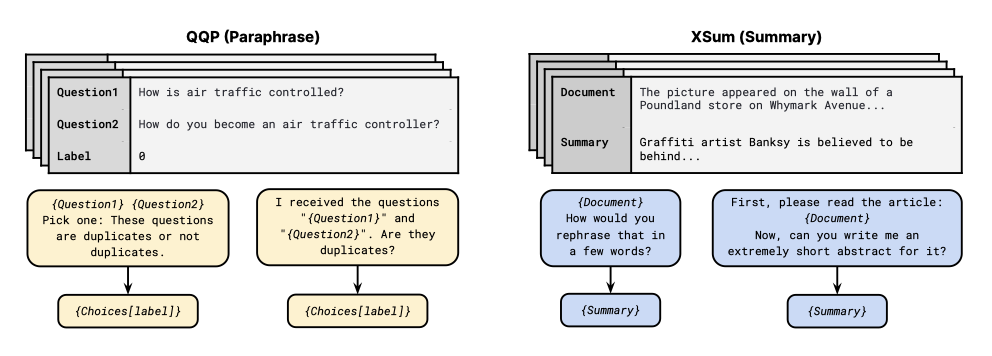 QQP (Paraphrase)
Question1 How is air traffic controlled?
Question2 How do you become an air traffic controller?
Label 0
{Question1} {Question2}
Pick one: These questions
are duplicates or not
duplicates.
{Choices[label]}
I received the questions
"{Question1}" and
"{Question2}". Are they
duplicates?
{Choices[label]}
XSum (Summary)
Document The picture appeared on the wall of a
Poundland store on Whymark Avenue...
Summary Graffiti artist Banksy is believed to be
behind...
{Document}
How would you
rephrase that in
a few words?
{Summary}
First, please read the article:
{Document}
Now, can you write me an
extremely short abstract for it?
{Summary}